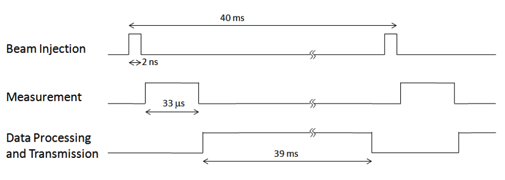 40 ms
Beam Injection
2 ns
Measurement
33 µs
Data Processing
and Transmission
39 ms